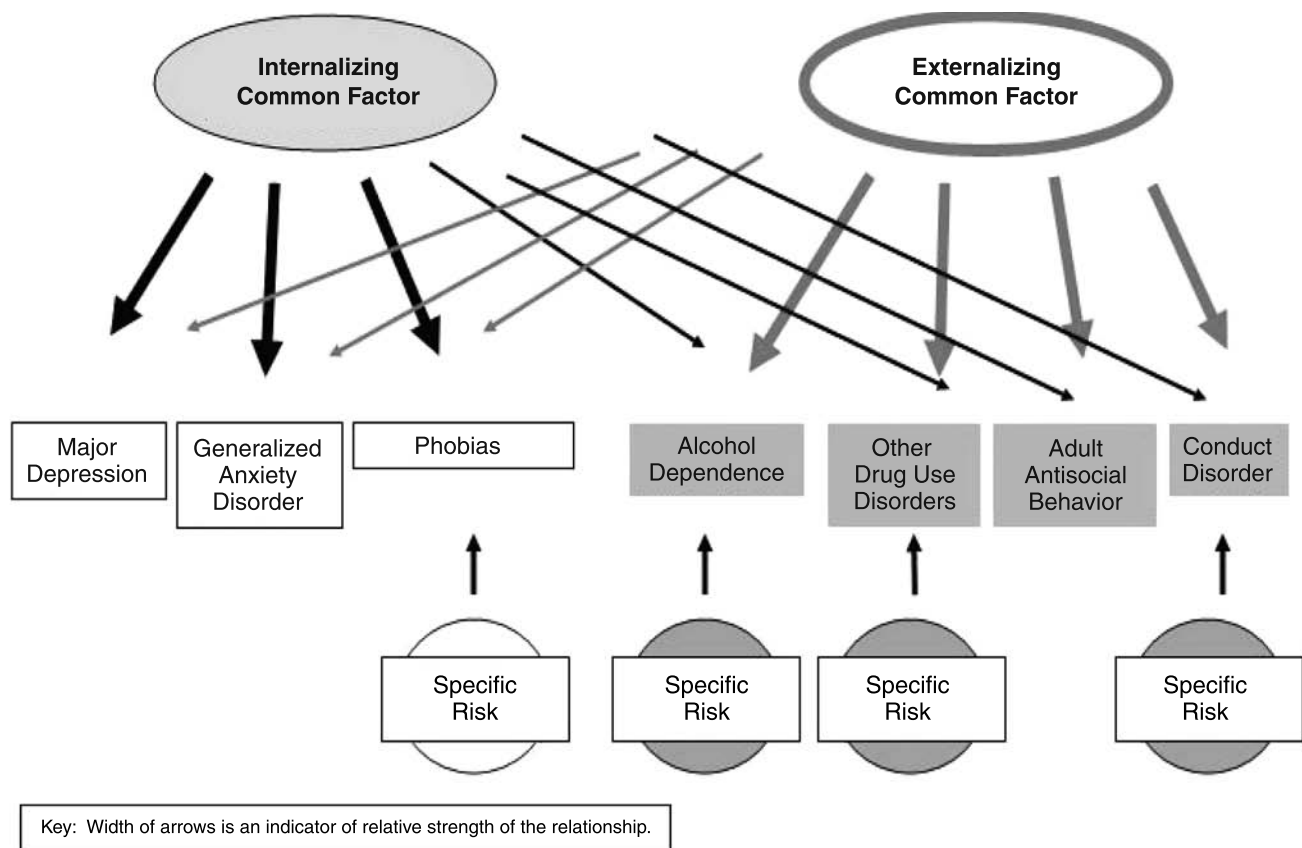 Internalizing
Common Factor
Externalizing
Common Factor
Major
Depression
Generalized
Anxiety
Disorder
Phobias
Alcohol
Dependence
Other
Drug Use
Disorders
Adult
Antisocial
Behavior
Conduct
Disorder
Specific
Risk
Specific
Risk
Specific
Risk
Specific
Risk
Key: Width of arrows is an indicator of relative strength of the relationship.